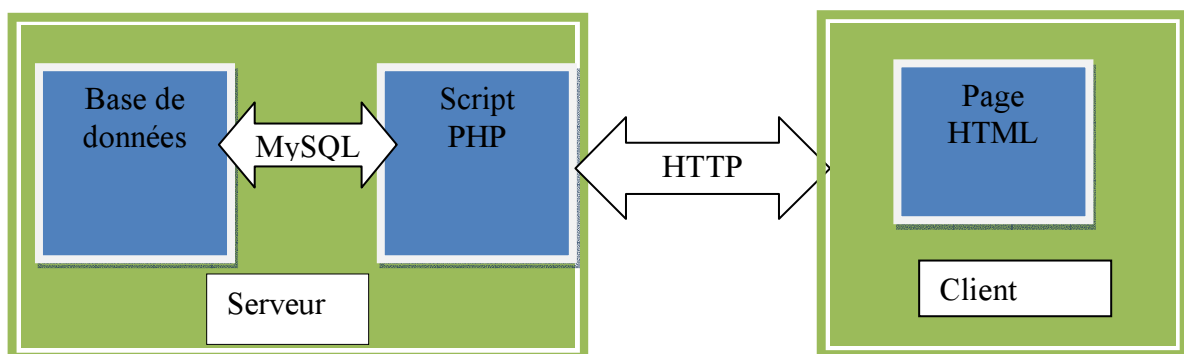 Base de
données
MySQL
Script
PHP
HTTP
Page
HTML
Serveur
Client